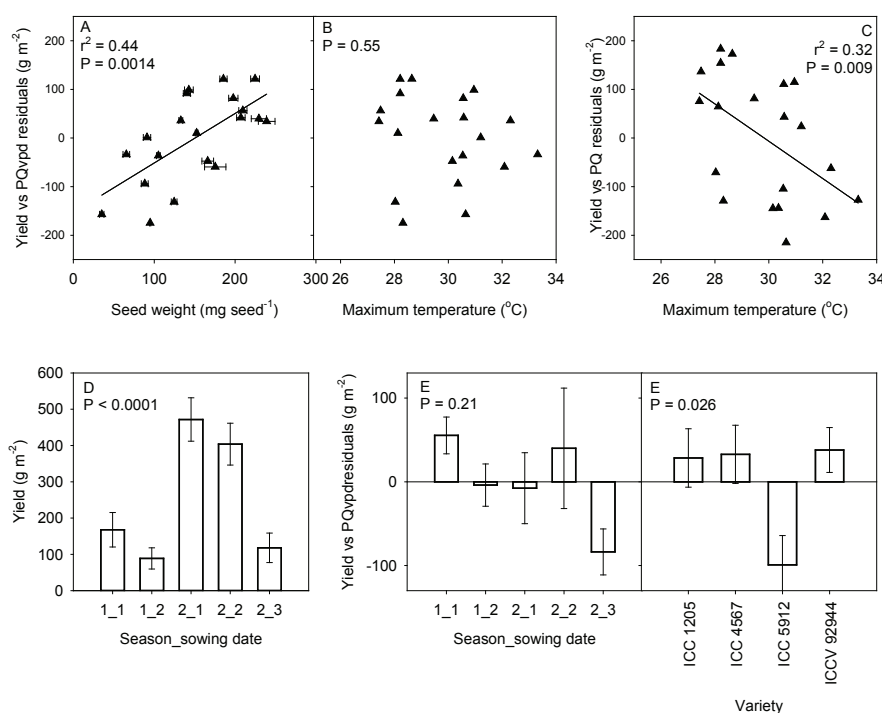 A
r² = 0.44
P = 0.0014
B
P = 0.55
C
r² = 0.32
P = 0.009
Yield vs PQvpd residuals (g m⁻²)
200
100
0
-100
-200
0
100
200
300
Seed weight (mg seed⁻¹)
26
28
30
32
34
Maximum temperature (°C)
Yield vs PQ residuals (g m⁻²)
200
100
0
-100
-200
26
28
30
32
34
Maximum temperature (°C)
D
P < 0.0001
Yield (g m⁻²)
600
500
400
300
200
100
0
1_1
1_2
2_1
2_2
2_3
Season_sowing date
E
P = 0.21
Yield vs PQvpdresiduals (g m⁻²)
100
0
-100
1_1
1_2
2_1
2_2
2_3
Season_sowing date
E
P = 0.026
ICC 1205
ICC 4567
ICC 5912
ICCV 92944
Variety